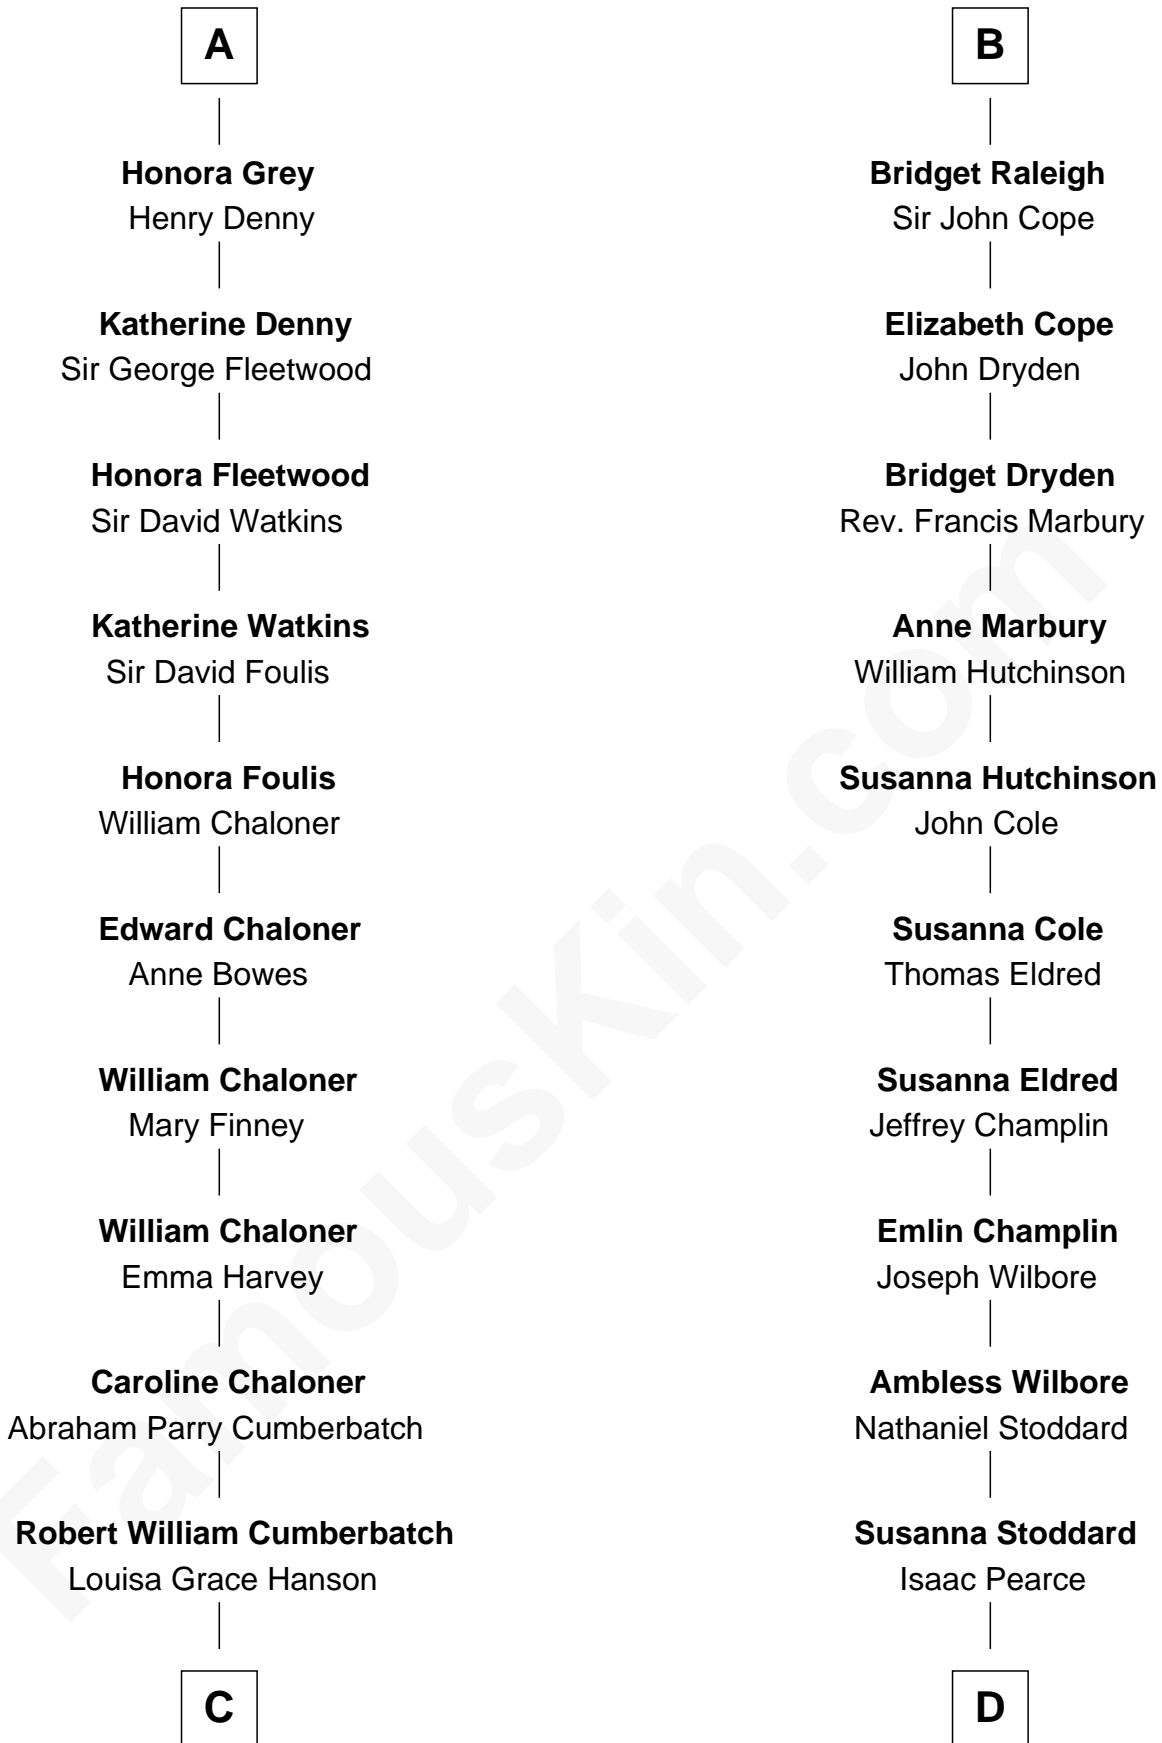 A
Honora Grey
Henry Denny
Katherine Denny
Sir George Fleetwood
Honora Fleetwood
Sir David Watkins
Katherine Watkins
Sir David Foulis
Honora Foulis
William Chaloner
Edward Chaloner
Anne Bowes
William Chaloner
Mary Finney
William Chaloner
Emma Harvey
Caroline Chaloner
Abraham Parry Cumberbatch
Robert William Cumberbatch
Louisa Grace Hanson
C
B
Bridget Raleigh
Sir John Cope
Elizabeth Cope
John Dryden
Bridget Dryden
Rev. Francis Marbury
Anne Marbury
William Hutchinson
Susanna Hutchinson
John Cole
Susanna Cole
Thomas Eldred
Susanna Eldred
Jeffrey Champlin
Emlin Champlin
Joseph Wilbore
Ambless Wilbore
Nathaniel Stoddard
Susanna Stoddard
Isaac Pearce
D
FamousKin.com